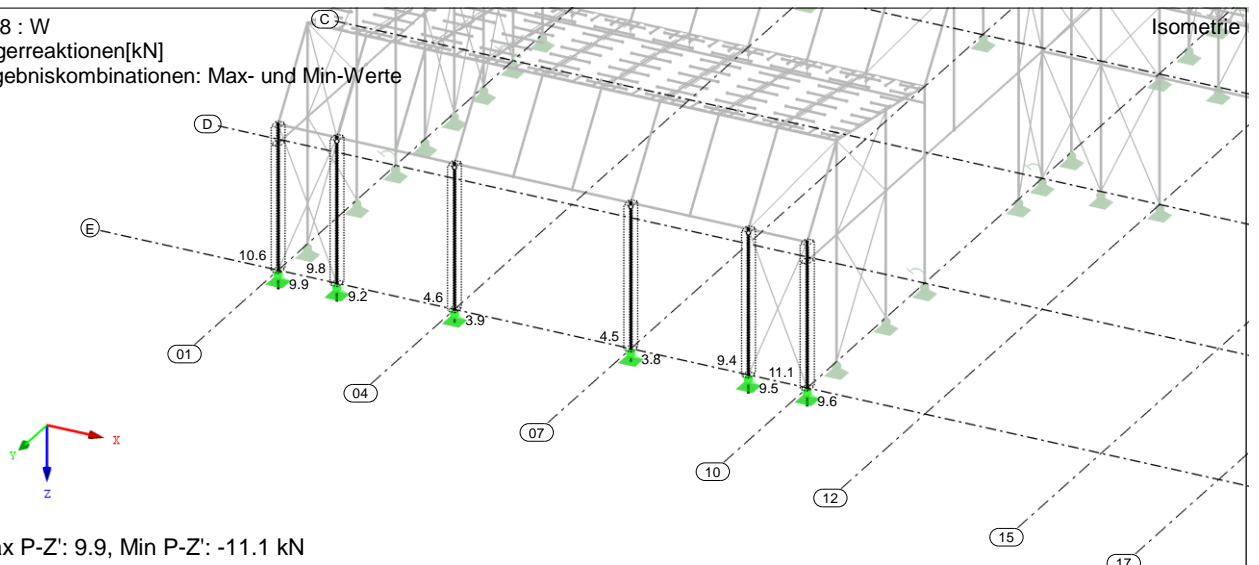 8 : W
gerreaktionen[kN]
gebniskombinationen: Max- und Min-Werte
Isometrie
C
D
E
10.6
9.9
9.8
9.2
4.6
3.9
4.5
3.8
9.4
9.5
11.1
9.6
01
04
07
10
12
15
17
X
Y
Z
ax P-Z': 9.9, Min P-Z': -11.1 kN